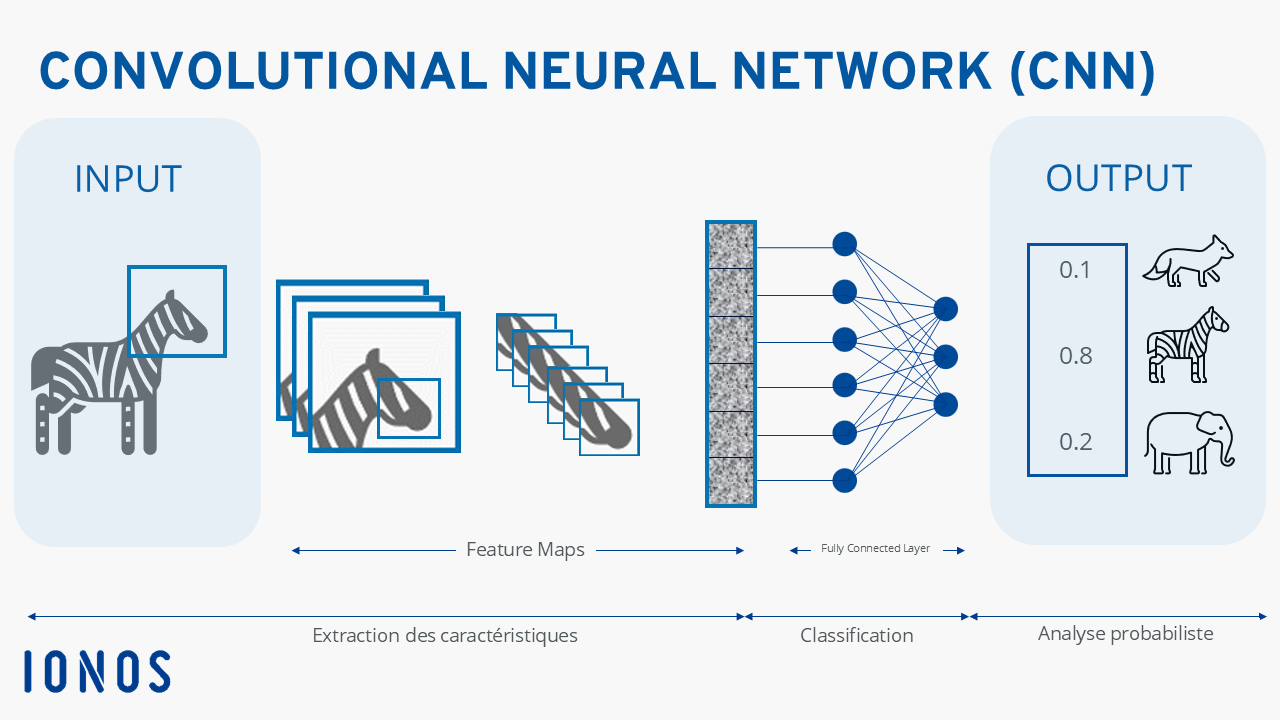 CONVOLUTIONAL NEURAL NETWORK (CNN)
INPUT
OUTPUT
0.1
0.8
0.2
Feature Maps
Fully Connected Layer
Extraction des caractéristiques
Classification
Analyse probabiliste
IONOS